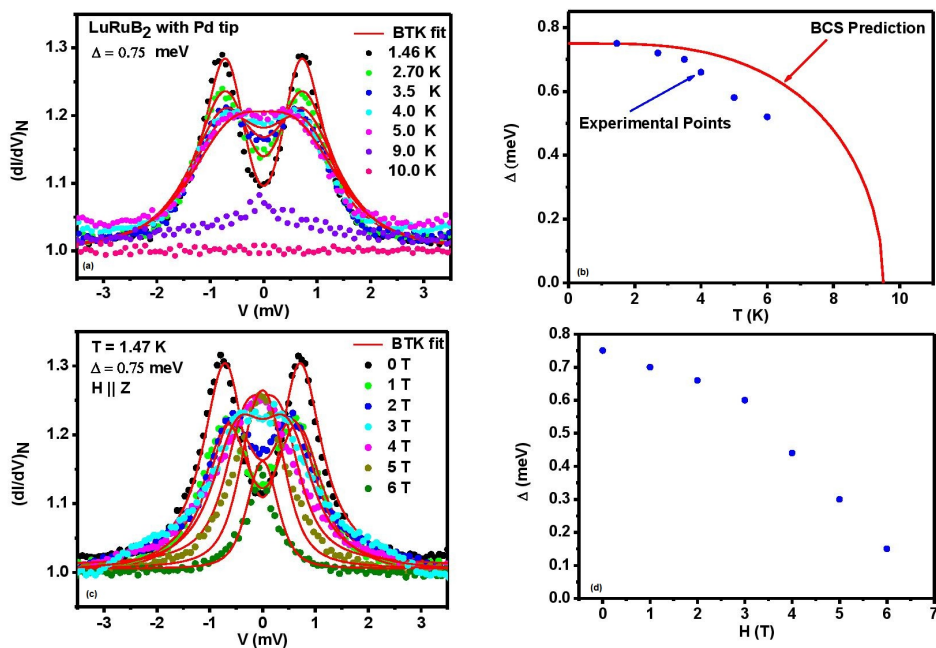 LuRuB₂ with Pd tip
Δ = 0.75 meV
BTK fit
1.46 K
2.70 K
3.5 K
4.0 K
5.0 K
9.0 K
10.0 K
(dI/dV)N
1.3
1.2
1.1
1.0
(a)
-3 -2 -1 0 1 2 3
V (mV)
BCS Prediction
Experimental Points
Δ (meV)
0.8
0.6
0.4
0.2
0.0
(b)
0 2 4 6 8 10
T (K)
T = 1.47 K
Δ = 0.75 meV
H || Z
BTK fit
0 T
1 T
2 T
3 T
4 T
5 T
6 T
(dI/dV)N
1.3
1.2
1.1
1.0
(c)
-3 -2 -1 0 1 2 3
V (mV)
Δ (meV)
0.8
0.7
0.6
0.5
0.4
0.3
0.2
0.1
0.0
(d)
0 1 2 3 4 5 6 7
H (T)